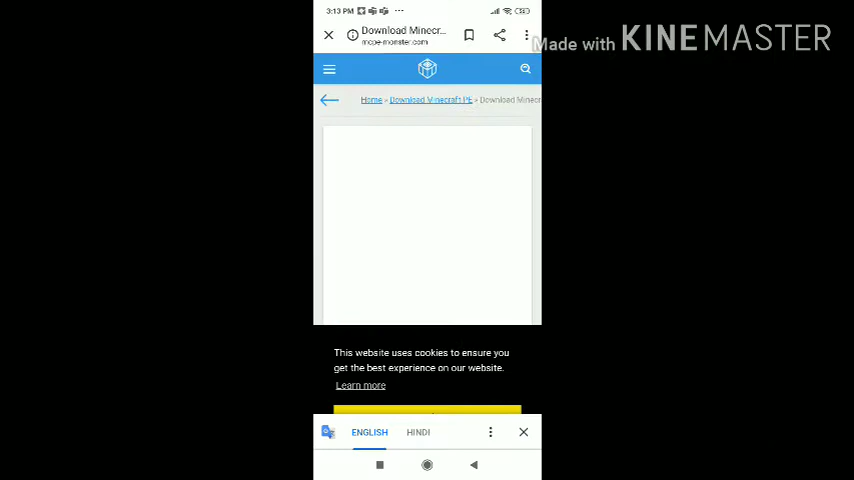 3:13 PM
Made with KINEMASTER
Download Minecr...
mcpe-monster.com
Home » Download Minecraft PE » Download Minecr
This website uses cookies to ensure you
get the best experience on our website.
Learn more
ENGLISH HINDI